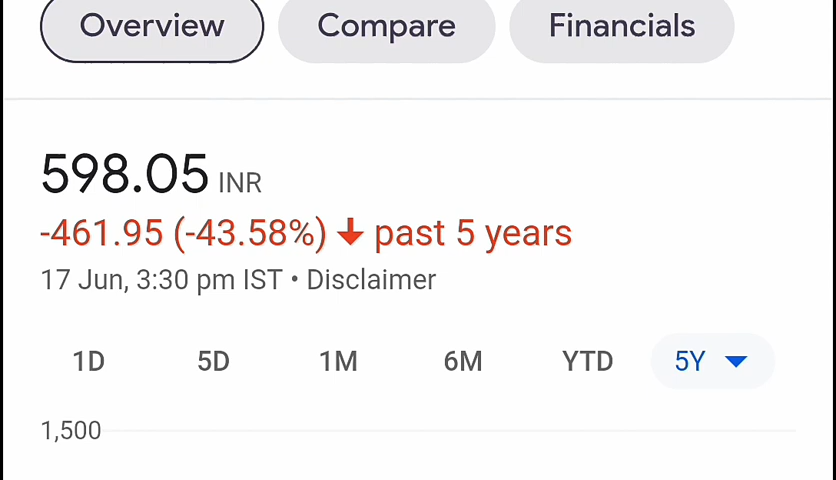 Overview Compare Financials
598.05 INR
-461.95 (-43.58%) ↓ past 5 years
17 Jun, 3:30 pm IST • Disclaimer
1D 5D 1M 6M YTD 5Y
1,500